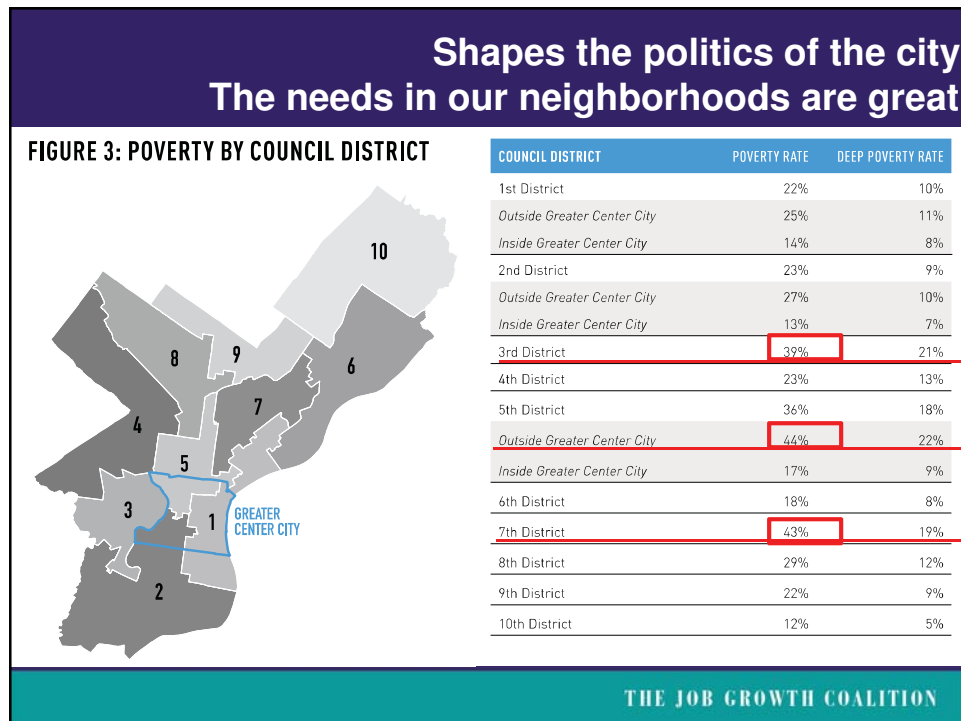 Shapes the politics of the city
The needs in our neighborhoods are great
FIGURE 3: POVERTY BY COUNCIL DISTRICT
10
9
8
6
7
4
5
3
1
GREATER
CENTER CITY
2
COUNCIL DISTRICT POVERTY RATE DEEP POVERTY RATE
1st District 22% 10%
Outside Greater Center City 25% 11%
Inside Greater Center City 14% 8%
2nd District 23% 9%
Outside Greater Center City 27% 10%
Inside Greater Center City 13% 7%
3rd District 39% 21%
4th District 23% 13%
5th District 36% 18%
Outside Greater Center City 44% 22%
Inside Greater Center City 17% 9%
6th District 18% 8%
7th District 43% 19%
8th District 29% 12%
9th District 22% 9%
10th District 12% 5%
THE JOB GROWTH COALITION